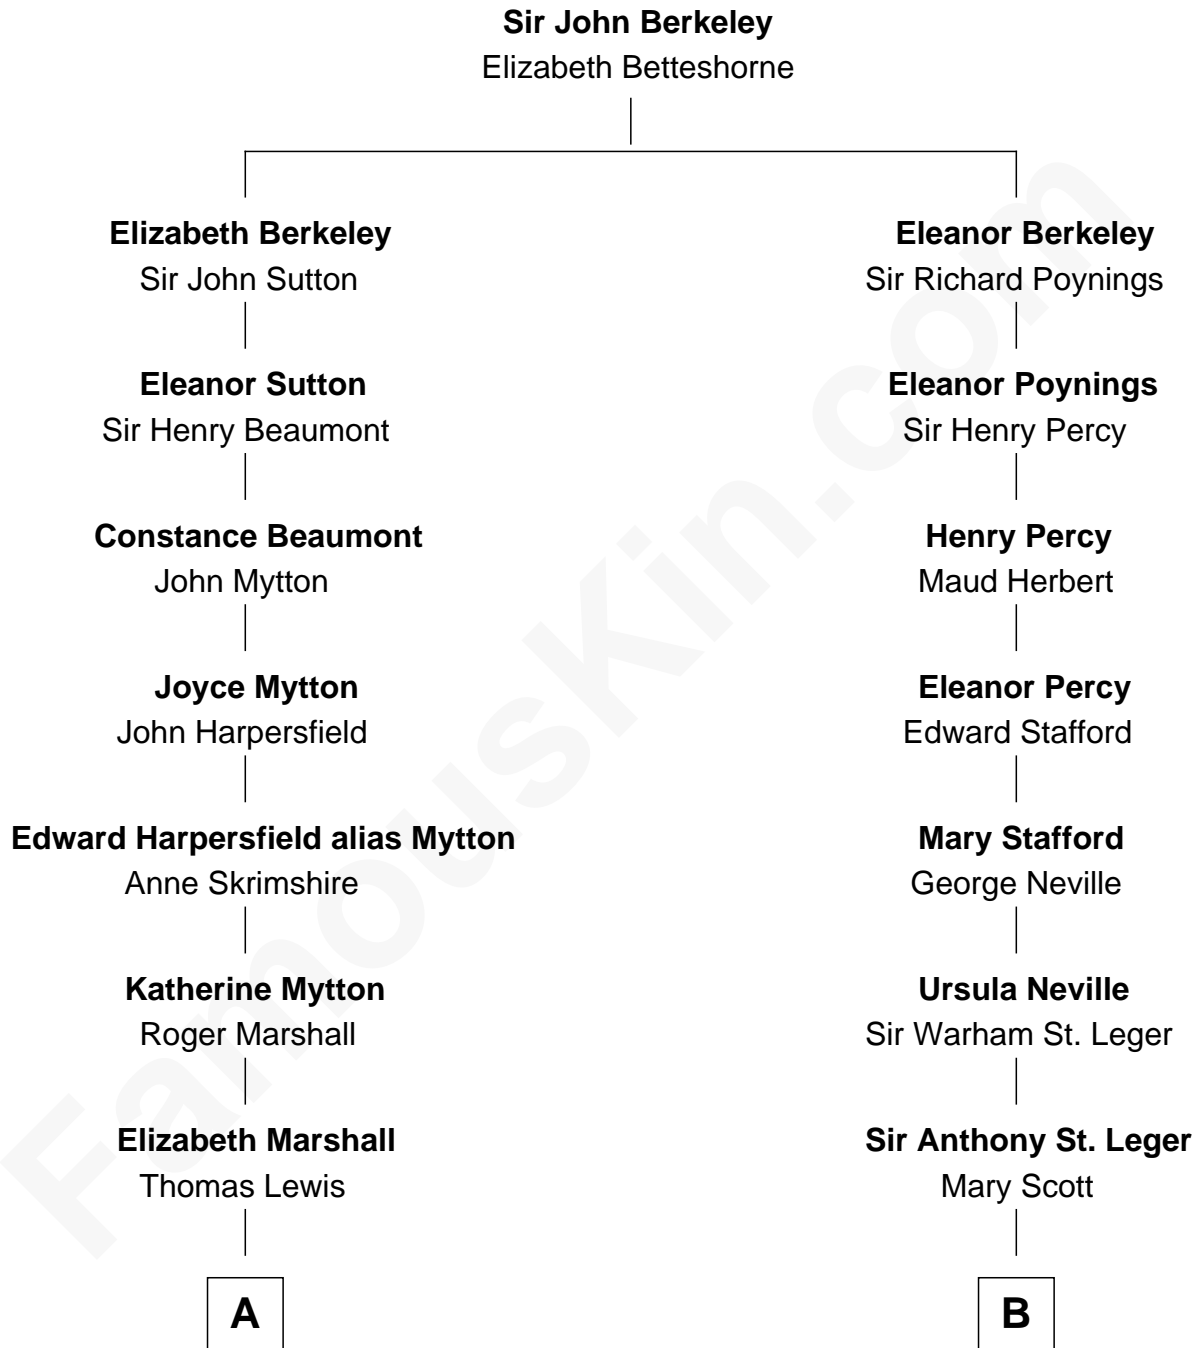 Sir John Berkeley
Elizabeth Betteshorne
Elizabeth Berkeley
Sir John Sutton
Eleanor Sutton
Sir Henry Beaumont
Constance Beaumont
John Mytton
Joyce Mytton
John Harpersfield
Edward Harpersfield alias Mytton
Anne Skrimshire
Katherine Mytton
Roger Marshall
Elizabeth Marshall
Thomas Lewis
A
Eleanor Berkeley
Sir Richard Poynings
Eleanor Poynings
Sir Henry Percy
Henry Percy
Maud Herbert
Eleanor Percy
Edward Stafford
Mary Stafford
George Neville
Ursula Neville
Sir Warham St. Leger
Sir Anthony St. Leger
Mary Scott
B
FamousKin.com